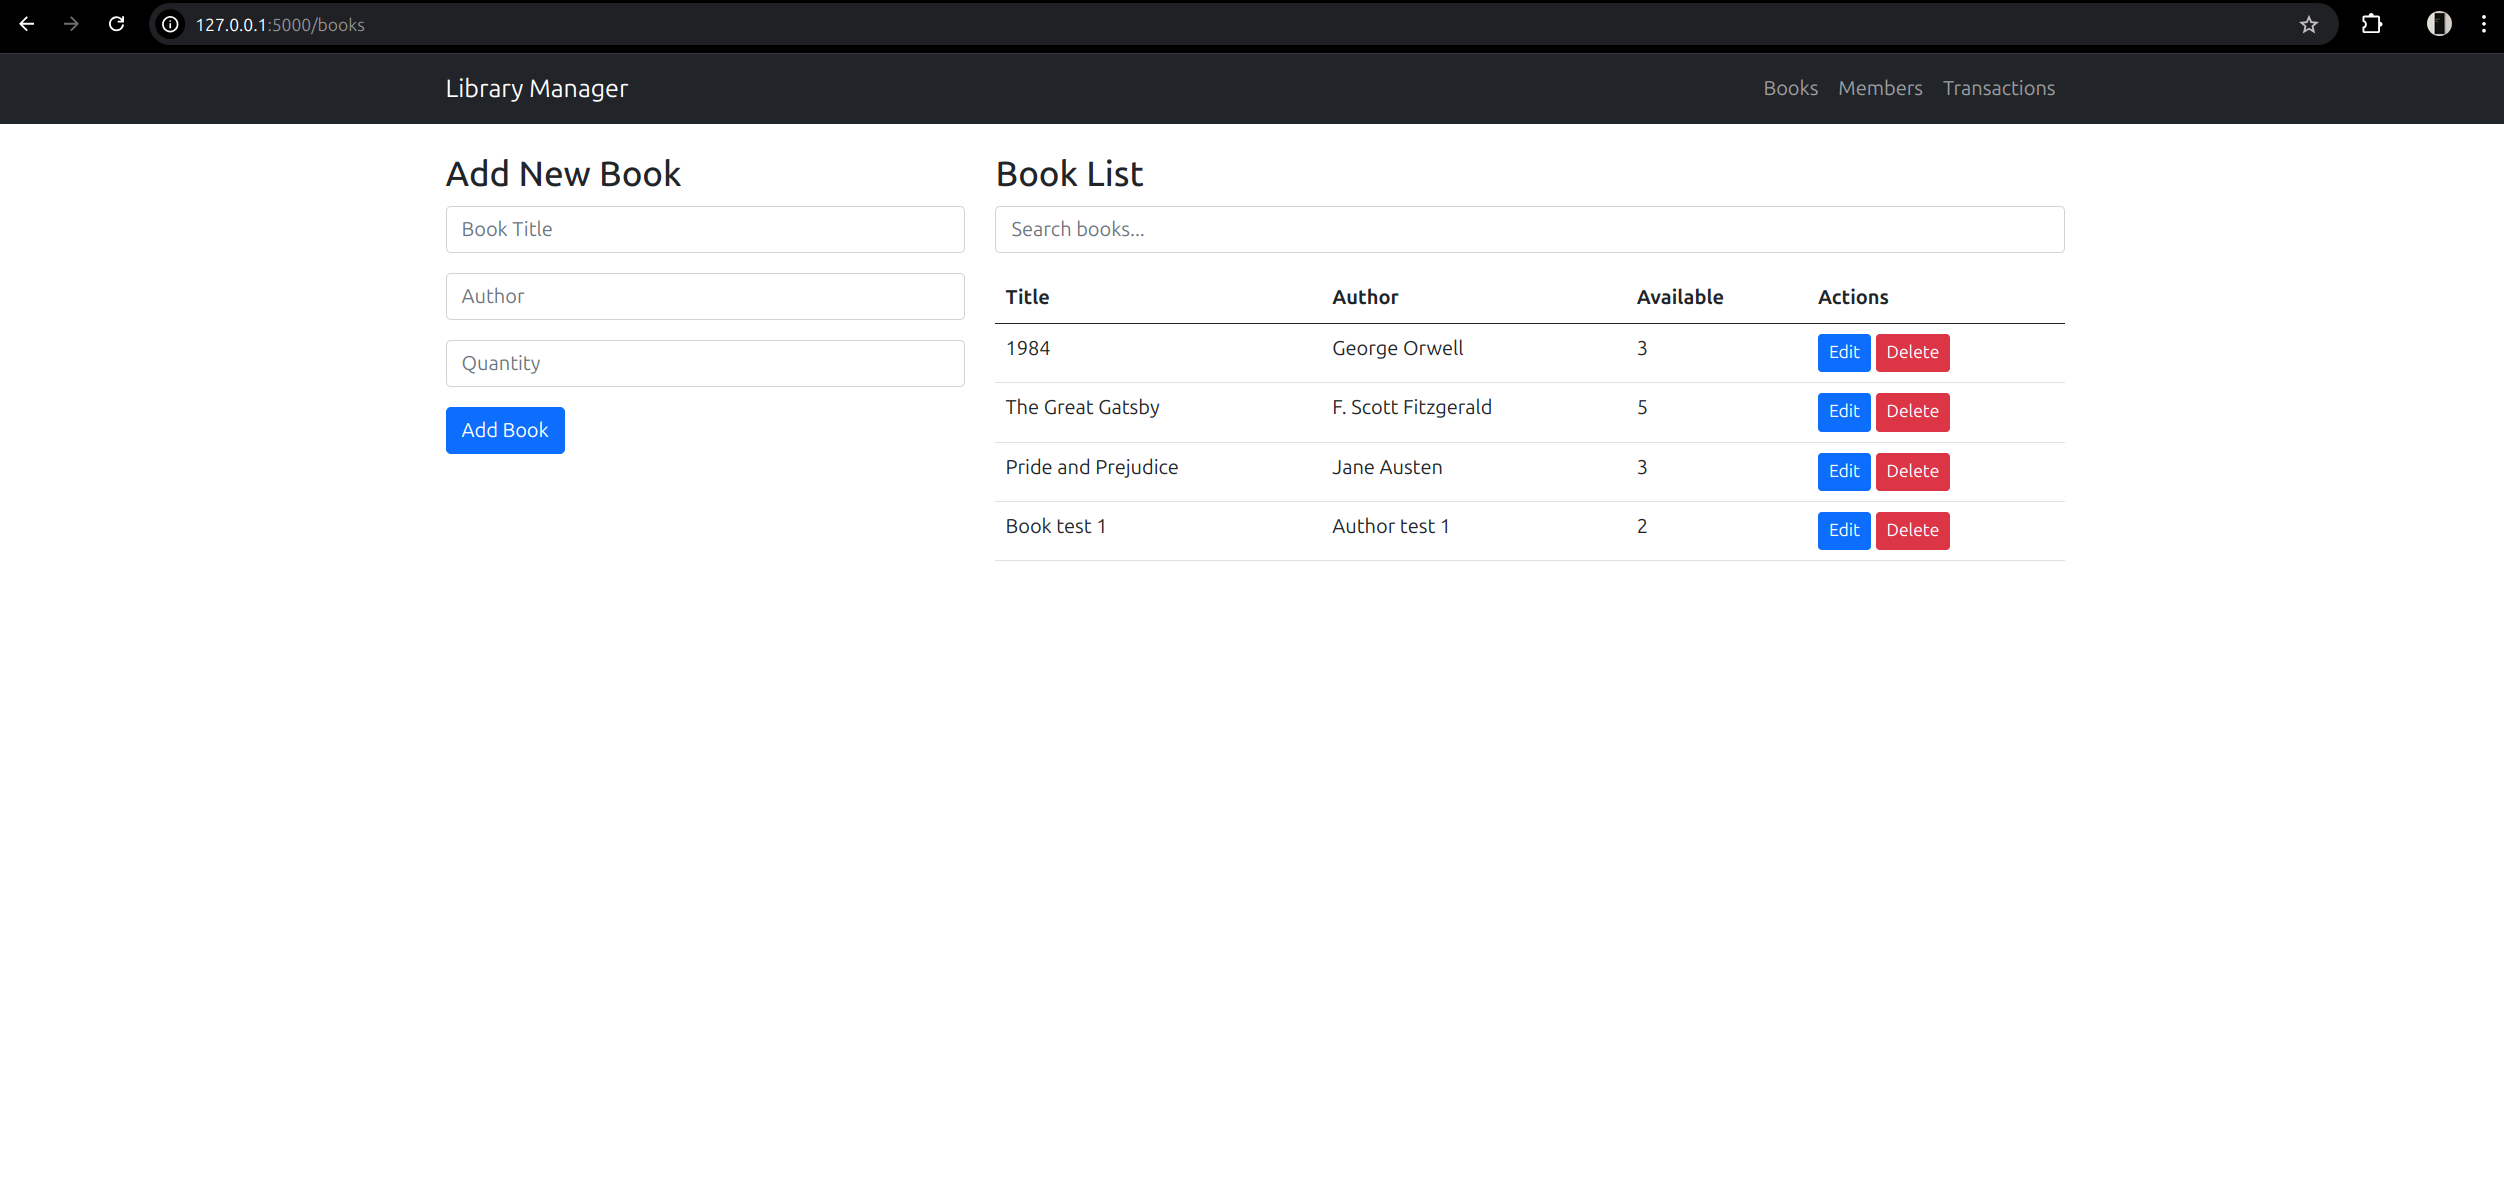 127.0.0.1:5000/books
Library Manager Books Members Transactions
Add New Book
Book Title
Author
Quantity
Add Book
Book List
Search books...
Title Author Available Actions
1984 George Orwell 3 Edit Delete
The Great Gatsby F. Scott Fitzgerald 5 Edit Delete
Pride and Prejudice Jane Austen 3 Edit Delete
Book test 1 Author test 1 2 Edit Delete